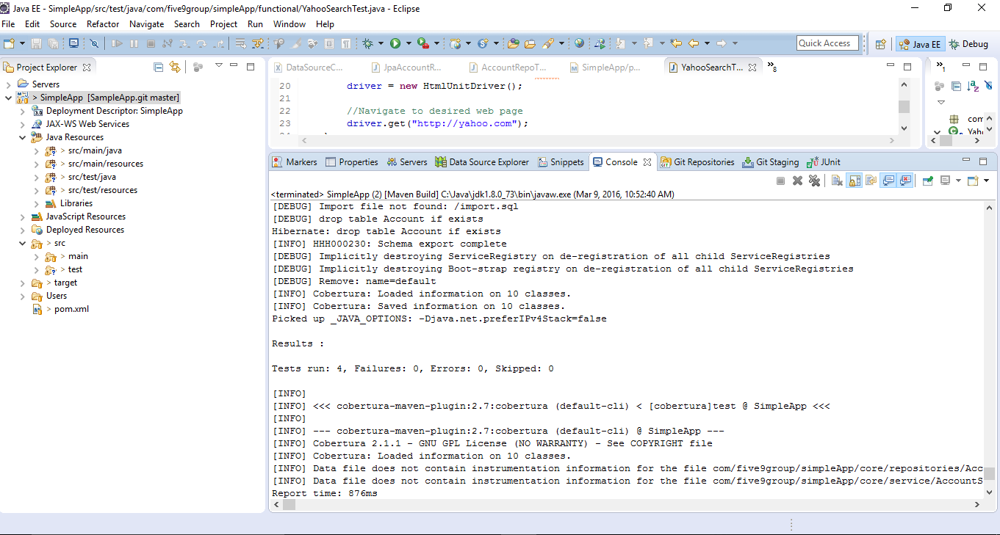 Java EE - SimpleApp/src/test/java/com/five9group/simpleApp/functional/YahooSearchTest.java - Eclipse
File Edit Source Refactor Navigate Search Project Run Window Help
Quick Access Java EE Debug
Project Explorer
Servers
> SimpleApp [SampleApp.git master]
Deployment Descriptor: SimpleApp
JAX-WS Web Services
Java Resources
> src/main/java
> src/main/resources
> src/test/java
> src/test/resources
Libraries
JavaScript Resources
Deployed Resources
> src
> main
> test
> target
Users
> pom.xml
DataSourceC... JpaAccountR... AccountRepoT... SimpleApp/p... YahooSearchT... »8
20 driver = new HtmlUnitDriver();
21
22 //Navigate to desired web page
23 driver.get("http://yahoo.com");
»1
com
Yah
Markers Properties Servers Data Source Explorer Snippets Console Git Repositories Git Staging JUnit
<terminated> SimpleApp (2) [Maven Build] C:\Java\jdk1.8.0_73\bin\javaw.exe (Mar 9, 2016, 10:52:40 AM)
[DEBUG] Import file not found: /import.sql
[DEBUG] drop table Account if exists
Hibernate: drop table Account if exists
[INFO] HHH000230: Schema export complete
[DEBUG] Implicitly destroying ServiceRegistry on de-registration of all child ServiceRegistries
[DEBUG] Implicitly destroying Boot-strap registry on de-registration of all child ServiceRegistries
[DEBUG] Remove: name=default
[INFO] Cobertura: Loaded information on 10 classes.
[INFO] Cobertura: Saved information on 10 classes.
Picked up _JAVA_OPTIONS: -Djava.net.preferIPv4Stack=false
Results :
Tests run: 4, Failures: 0, Errors: 0, Skipped: 0
[INFO]
[INFO] <<< cobertura-maven-plugin:2.7:cobertura (default-cli) < [cobertura]test @ SimpleApp <<<
[INFO]
[INFO] --- cobertura-maven-plugin:2.7:cobertura (default-cli) @ SimpleApp ---
[INFO] Cobertura 2.1.1 - GNU GPL License (NO WARRANTY) - See COPYRIGHT file
[INFO] Cobertura: Loaded information on 10 classes.
[INFO] Data file does not contain instrumentation information for the file com/five9group/simpleApp/core/repositories/Acc
[INFO] Data file does not contain instrumentation information for the file com/five9group/simpleApp/core/service/AccountS
Report time: 876ms